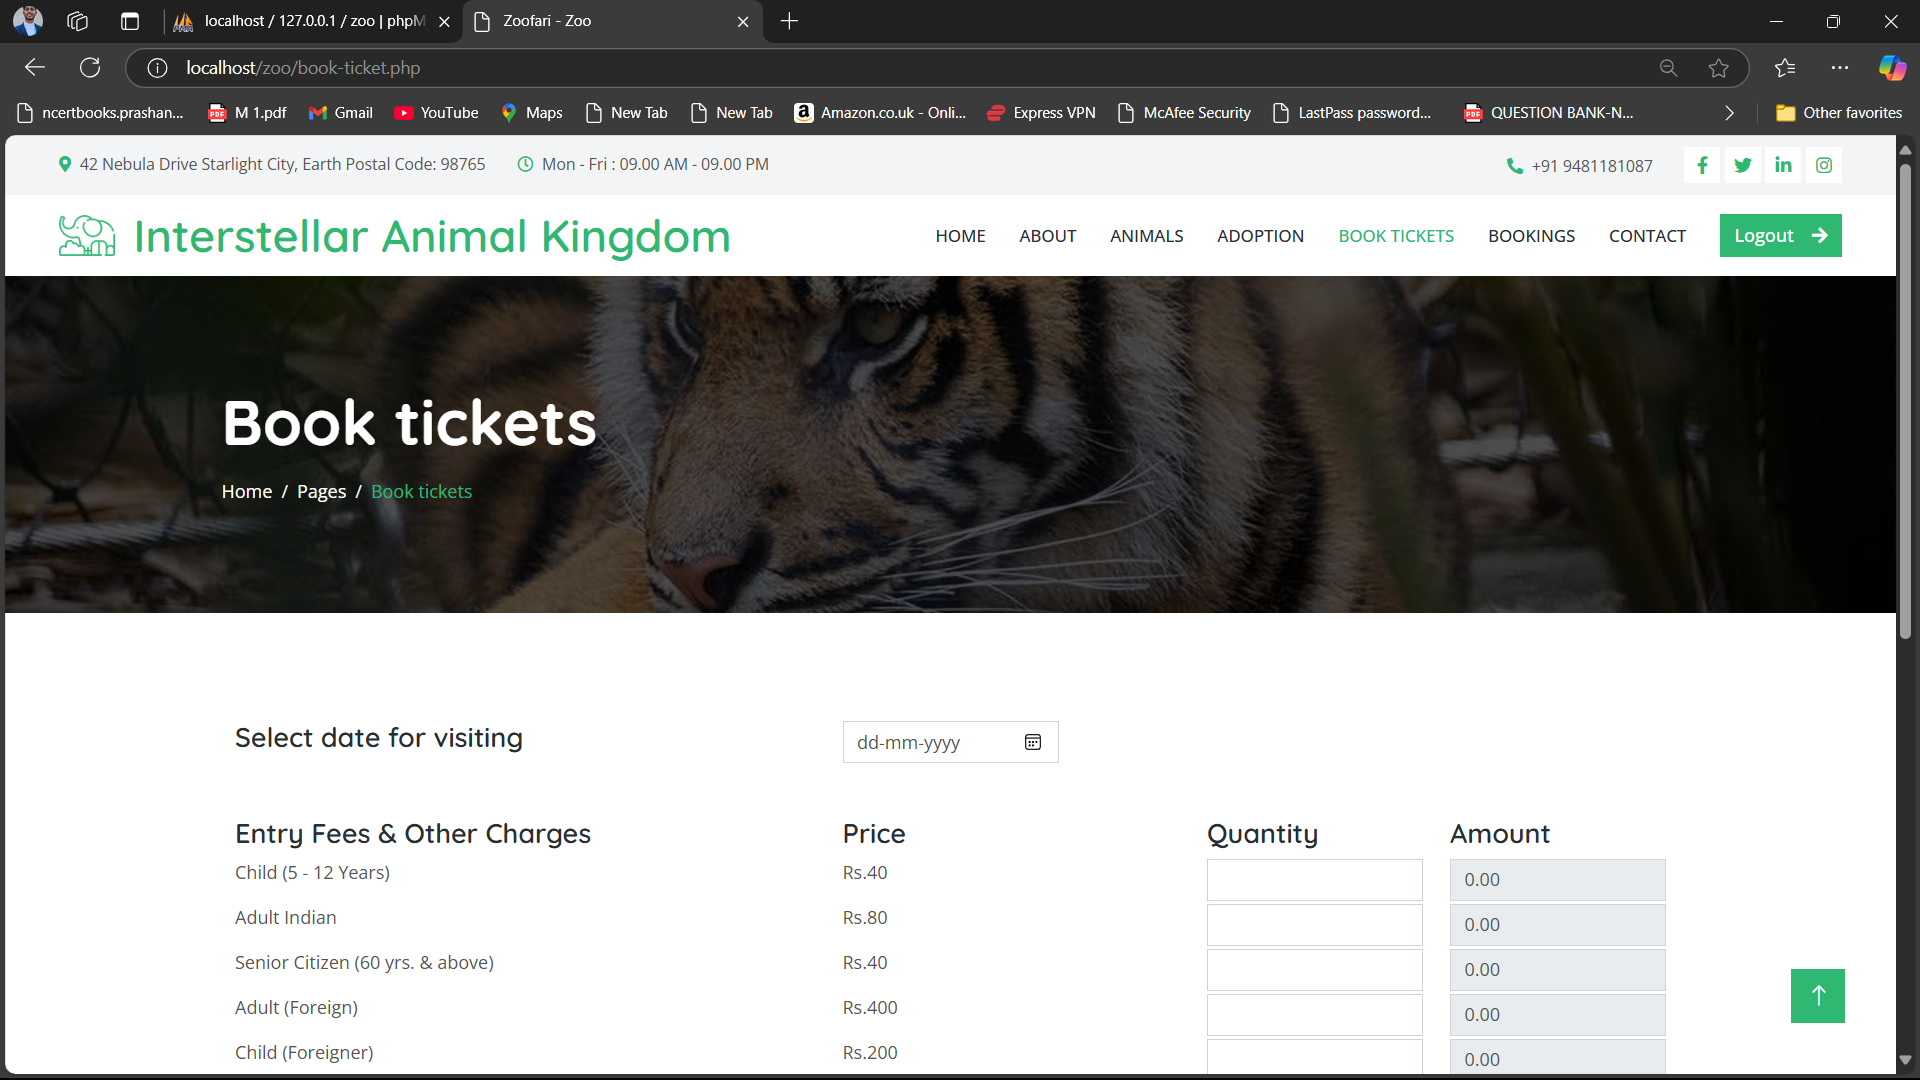 localhost / 127.0.0.1 / zoo | phpM
Zoofari - Zoo
localhost/zoo/book-ticket.php
ncertbooks.prashan...
M 1.pdf
Gmail
YouTube
Maps
New Tab
New Tab
Amazon.co.uk - Onli...
Express VPN
McAfee Security
LastPass password...
QUESTION BANK-N...
Other favorites
42 Nebula Drive Starlight City, Earth Postal Code: 98765
Mon - Fri : 09.00 AM - 09.00 PM
+91 9481181087
Interstellar Animal Kingdom
HOME
ABOUT
ANIMALS
ADOPTION
BOOK TICKETS
BOOKINGS
CONTACT
Logout
Book tickets
Home / Pages / Book tickets
Select date for visiting
dd-mm-yyyy
Entry Fees & Other Charges Price Quantity Amount
Child (5 - 12 Years) Rs.40 0.00
Adult Indian Rs.80 0.00
Senior Citizen (60 yrs. & above) Rs.40 0.00
Adult (Foreign) Rs.400 0.00
Child (Foreigner) Rs.200 0.00